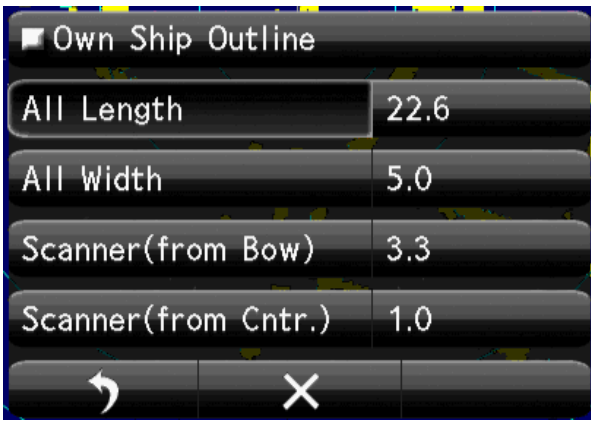 Own Ship Outline
All Length 22.6
All Width 5.0
Scanner(from Bow) 3.3
Scanner(from Cntr.) 1.0